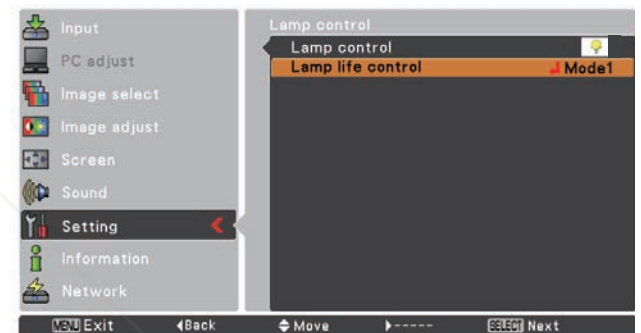 Input
PC adjust
Image select
Image adjust
Screen
Sound
Setting
Information
Network
Lamp control
Lamp control
Lamp life control Mode1
MENU Exit Back Move ----- SELECT Next